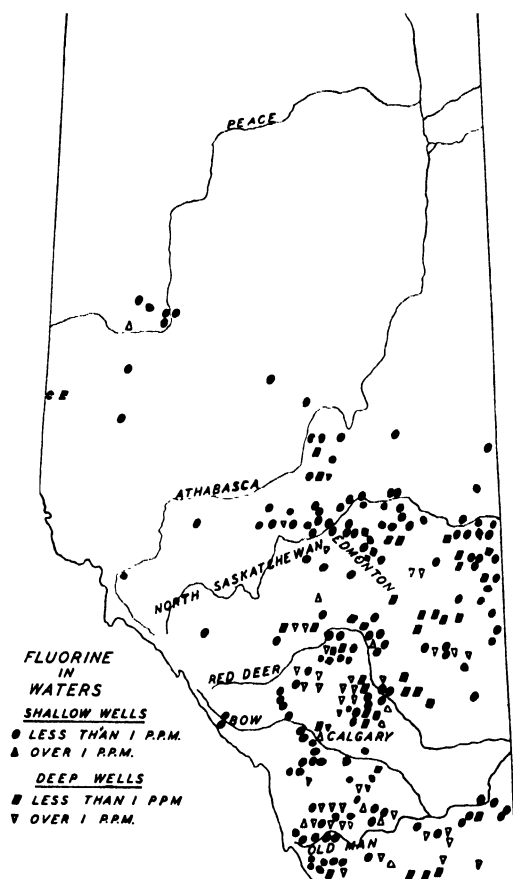 PEACE
ATHABASCA
NORTH SASKATCHEWAN
EDMONTON
RED DEER
BOW
CALGARY
OLD MAN
FLUORINE
IN
WATERS
SHALLOW WELLS
LESS THAN 1 P.P.M.
OVER 1 P.P.M.
DEEP WELLS
LESS THAN 1 PPM
OVER 1 P.P.M.